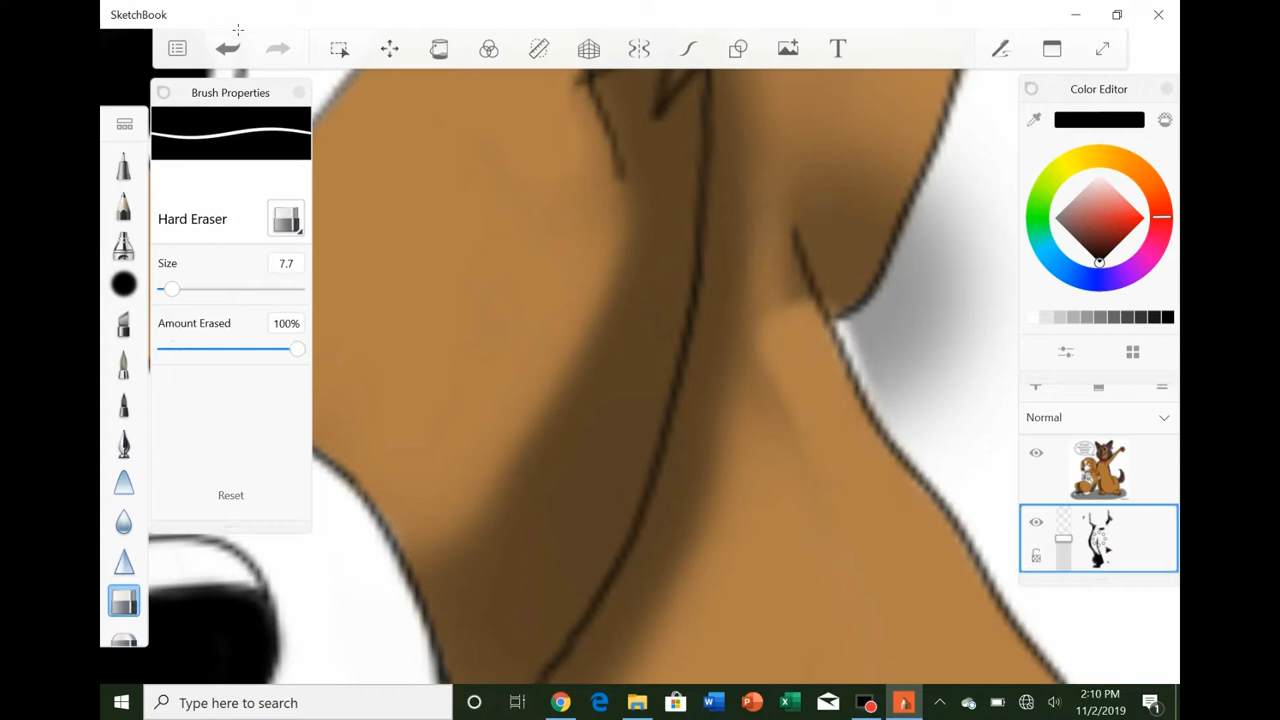 SketchBook
T
Brush Properties
Color Editor
Hard Eraser
Size
7.7
Amount Erased
100%
Reset
Normal
Type here to search
2:10 PM
11/2/2019
1